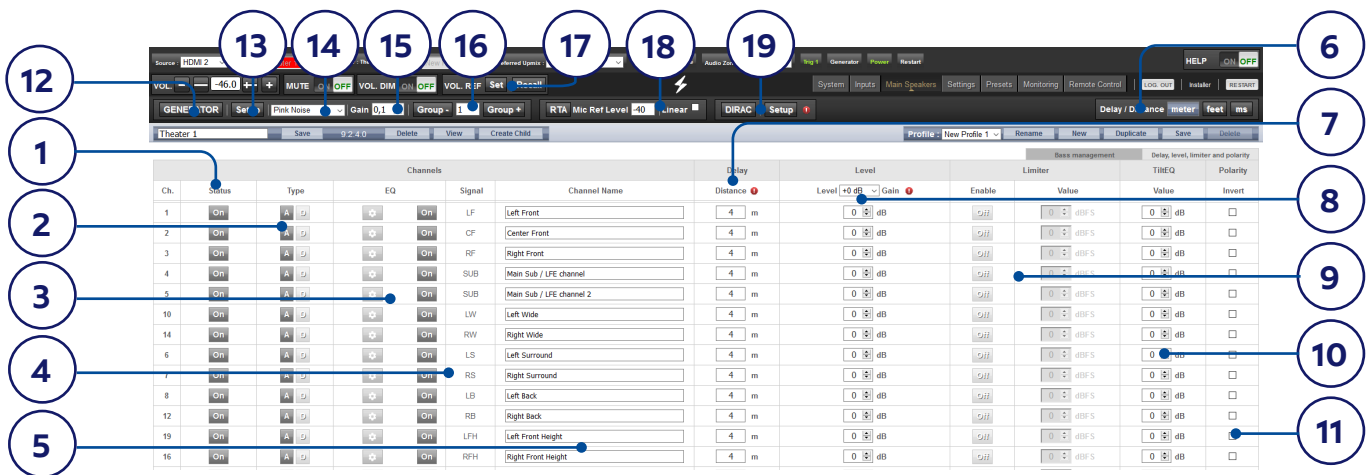 12 13 14 15 16 17 18 19 6
Source : HDMI 2 Trig 1 Generator Power Restart HELP ON OFF
VOL. -46.0 MUTE ON OFF VOL. DIM ON OFF VOL. REF Set Recall System Inputs Main Speakers Settings Presets Monitoring Remote Control LOG. OUT Installer RESTART
GENERATOR Pink Noise Gain 0,1 Group - 1 Group + RTA Mic Ref Level -40 Linear DIRAC Setup meter feet ms
Theater 1 Save 9.2.4.0 Delete View Create Child Profile : New Profile 1 Rename New Duplicate Save Delete
Bass management Delay, level, limiter and polarity
Channels Delay Level Limiter TiltEQ Polarity
Ch. Status Type EQ Signal Channel Name Distance Level +0 dB Gain Enable Value Value Invert
1 On A D On LF Left Front 4 m 0 dB Off 0 dBFS 0 dB
2 On A D On CF Center Front 4 m 0 dB Off 0 dBFS 0 dB
3 On A D On RF Right Front 4 m 0 dB Off 0 dBFS 0 dB
4 On A D On SUB Main Sub / LFE channel 4 m 0 dB Off 0 dBFS 0 dB
5 On A D On SUB Main Sub / LFE channel 2 4 m 0 dB Off 0 dBFS 0 dB
10 On A D On LW Left Wide 4 m 0 dB Off 0 dBFS 0 dB
14 On A D On RW Right Wide 4 m 0 dB Off 0 dBFS 0 dB
6 On A D On LS Left Surround 4 m 0 dB Off 0 dBFS 0 dB
7 On A D On RS Right Surround 4 m 0 dB Off 0 dBFS 0 dB
8 On A D On LB Left Back 4 m 0 dB Off 0 dBFS 0 dB
12 On A D On RB Right Back 4 m 0 dB Off 0 dBFS 0 dB
19 On A D On LFH Left Front Height 4 m 0 dB Off 0 dBFS 0 dB
16 On A D On RFH Right Front Height 4 m 0 dB Off 0 dBFS 0 dB
1
2
3
4
5
7
8
9
10
11